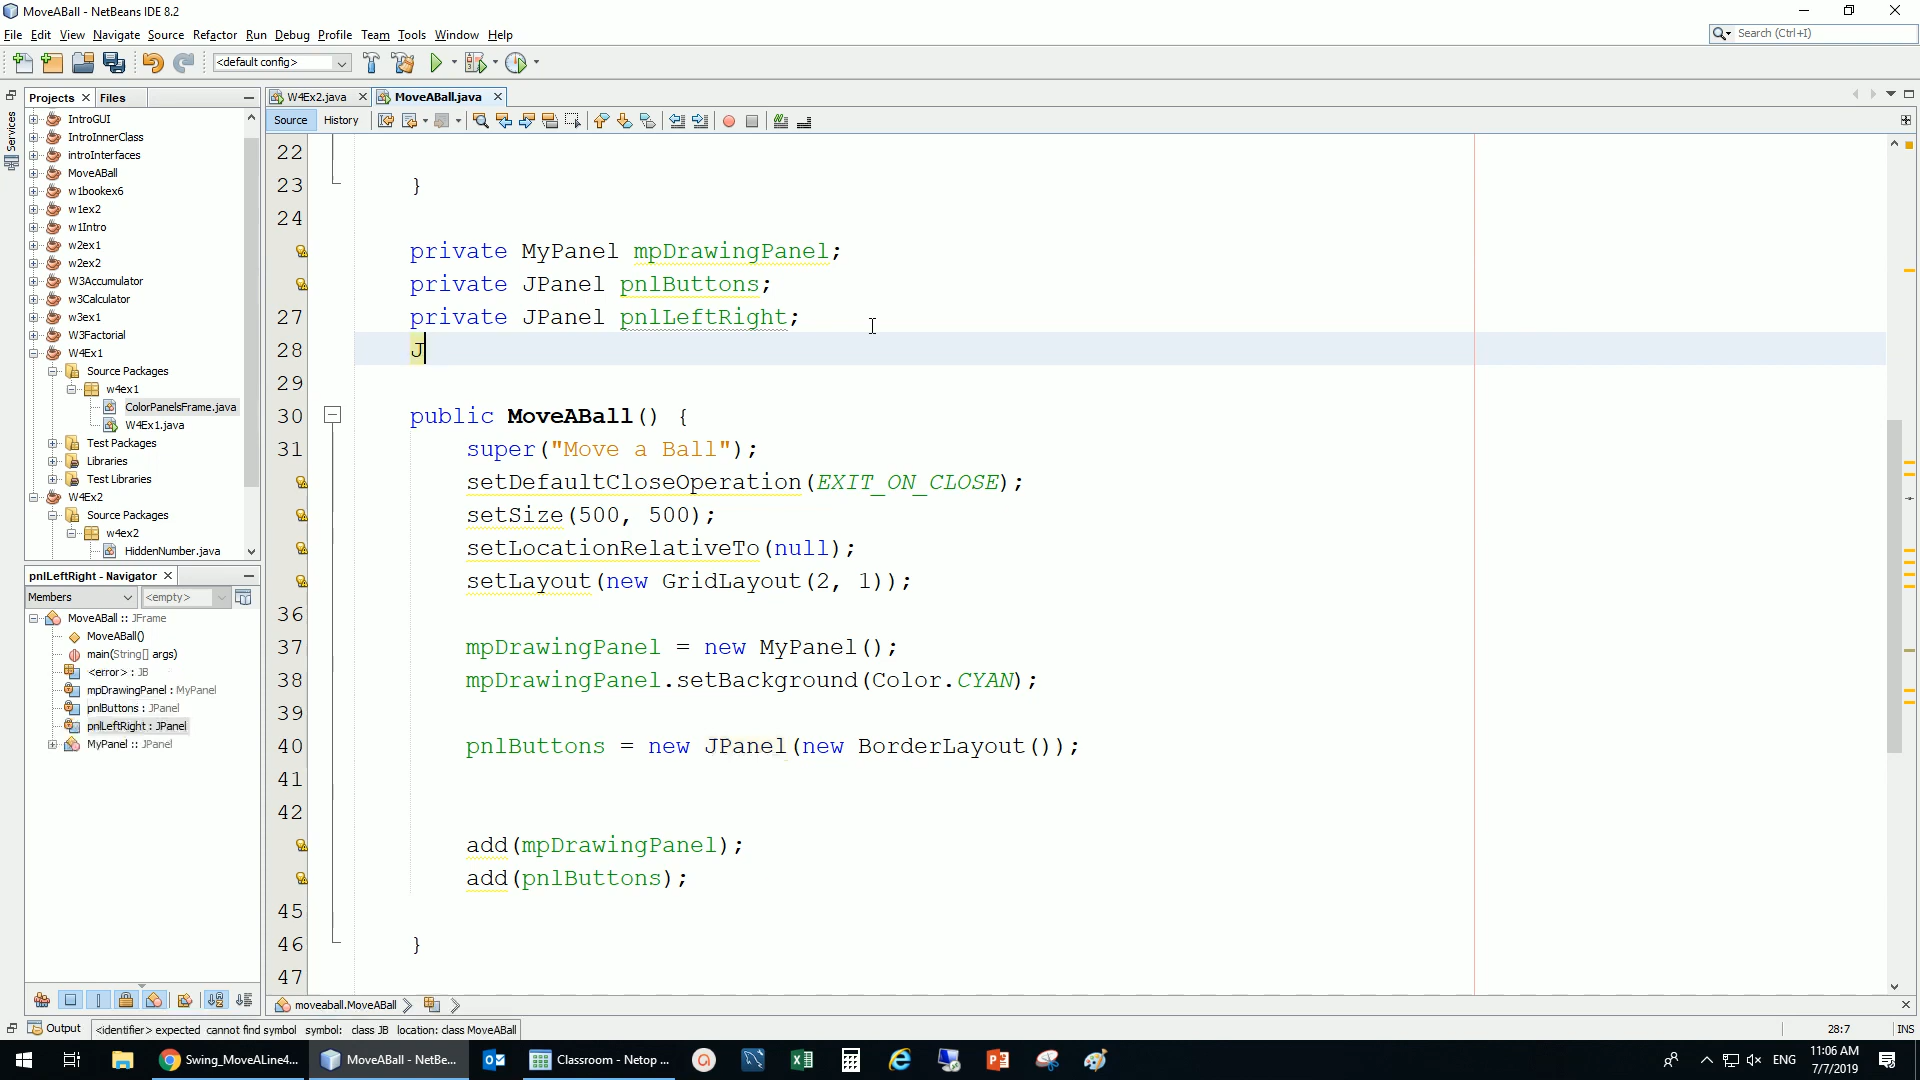 MoveABall - NetBeans IDE 8.2
File Edit View Navigate Source Refactor Run Debug Profile Team Tools Window Help
Search (Ctrl+I)
<default config>
Services
Projects Files
W4Ex2.java MoveABall.java
Source History
IntroGUI
IntroInnerClass
introInterfaces
MoveABall
w1bookex6
w1ex2
w1Intro
w2ex1
w2ex2
W3Accumulator
w3Calculator
w3ex1
W3Factorial
W4Ex1
Source Packages
w4ex1
ColorPanelsFrame.java
W4Ex1.java
Test Packages
Libraries
Test Libraries
W4Ex2
Source Packages
w4ex2
HiddenNumber.java
pnlLeftRight - Navigator
Members <empty>
MoveABall :: JFrame
MoveABall()
main(String[] args)
<error> : JB
mpDrawingPanel : MyPanel
pnlButtons : JPanel
pnlLeftRight : JPanel
MyPanel :: JPanel
22
23 }
24
private MyPanel mpDrawingPanel;
private JPanel pnlButtons;
27 private JPanel pnlLeftRight;
28 J
29
30 public MoveABall() {
31 super("Move a Ball");
setDefaultCloseOperation(EXIT_ON_CLOSE);
setSize(500, 500);
setLocationRelativeTo(null);
setLayout(new GridLayout(2, 1));
36
37 mpDrawingPanel = new MyPanel();
38 mpDrawingPanel.setBackground(Color.CYAN);
39
40 pnlButtons = new JPanel(new BorderLayout());
41
42
add(mpDrawingPanel);
add(pnlButtons);
45
46 }
47
moveaball.MoveABall
Output <identifier> expected cannot find symbol symbol: class JB location: class MoveABall
28:7 INS
Swing_MoveALine4... MoveABall - NetBe... Classroom - Netop ...
ENG
11:06 AM
7/7/2019